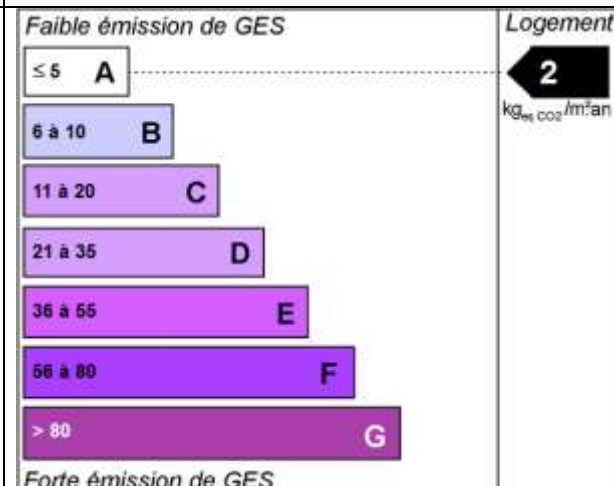 Faible émission de GES
Logement
≤ 5 A
2
kgeq CO2/m².an
6 à 10 B
11 à 20 C
21 à 35 D
36 à 55 E
56 à 80 F
> 80 G
Forte émission de GES